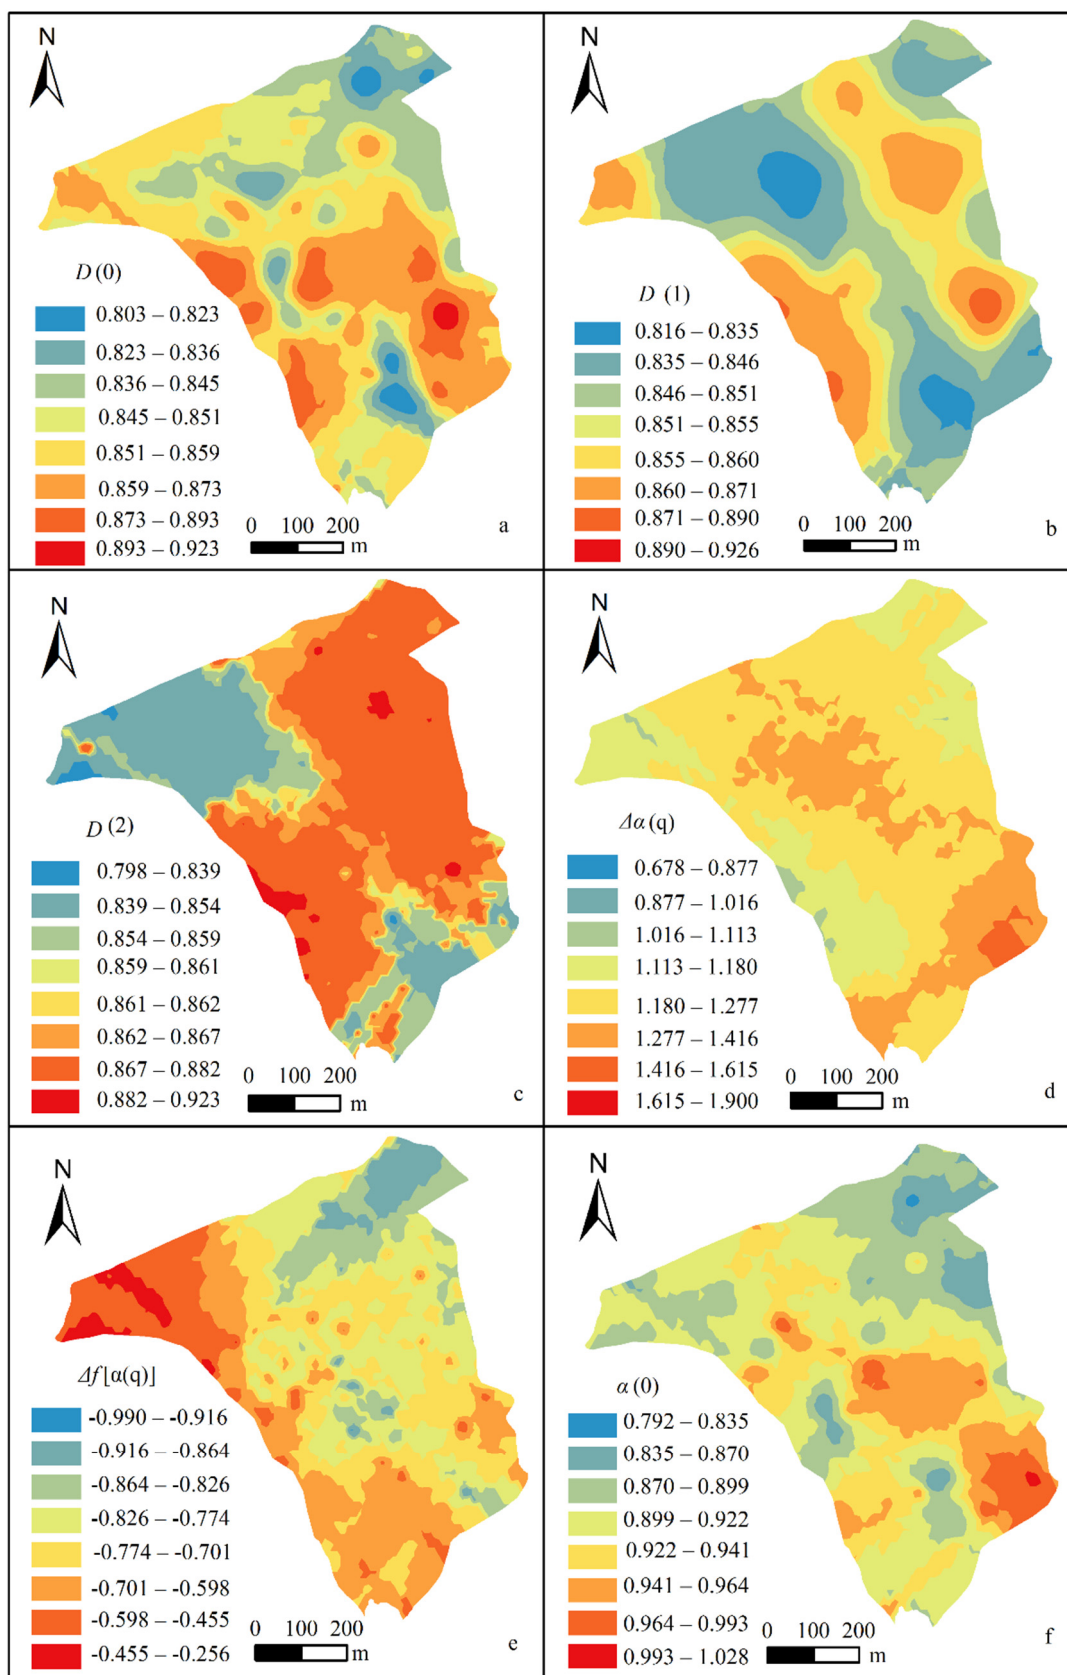 N
D (0)
0.803 – 0.823
0.823 – 0.836
0.836 – 0.845
0.845 – 0.851
0.851 – 0.859
0.859 – 0.873
0.873 – 0.893
0.893 – 0.923
0 100 200
m
a
N
D (1)
0.816 – 0.835
0.835 – 0.846
0.846 – 0.851
0.851 – 0.855
0.855 – 0.860
0.860 – 0.871
0.871 – 0.890
0.890 – 0.926
0 100 200
m
b
N
D (2)
0.798 – 0.839
0.839 – 0.854
0.854 – 0.859
0.859 – 0.861
0.861 – 0.862
0.862 – 0.867
0.867 – 0.882
0.882 – 0.923
0 100 200
m
c
N
Δα (q)
0.678 – 0.877
0.877 – 1.016
1.016 – 1.113
1.113 – 1.180
1.180 – 1.277
1.277 – 1.416
1.416 – 1.615
1.615 – 1.900
0 100 200
m
d
N
Δf⌊α(q)⌋
-0.990 – -0.916
-0.916 – -0.864
-0.864 – -0.826
-0.826 – -0.774
-0.774 – -0.701
-0.701 – -0.598
-0.598 – -0.455
-0.455 – -0.256
0 100 200
m
e
N
α (0)
0.792 – 0.835
0.835 – 0.870
0.870 – 0.899
0.899 – 0.922
0.922 – 0.941
0.941 – 0.964
0.964 – 0.993
0.993 – 1.028
0 100 200
m
f